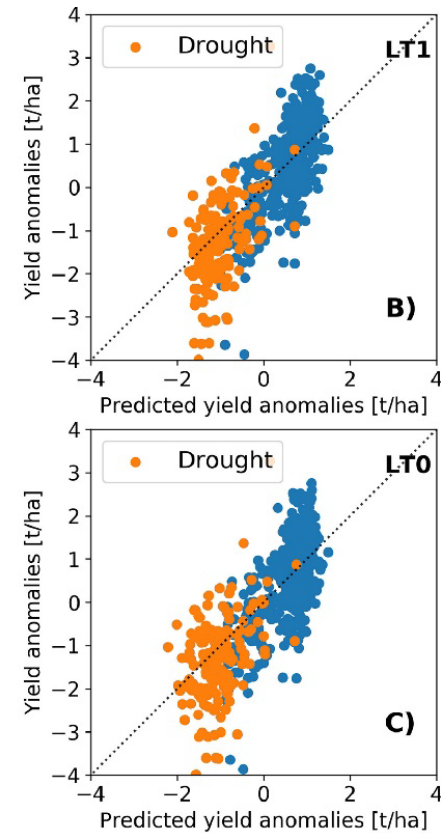 4
Drought
LT1
3
2
1
0
−1
−2
−3
−4
Yield anomalies [t/ha]
B)
−4 −2 0 2 4
Predicted yield anomalies [t/ha]
4
Drought
LT0
3
2
1
0
−1
−2
−3
−4
Yield anomalies [t/ha]
C)
−4 −2 0 2 4
Predicted yield anomalies [t/ha]